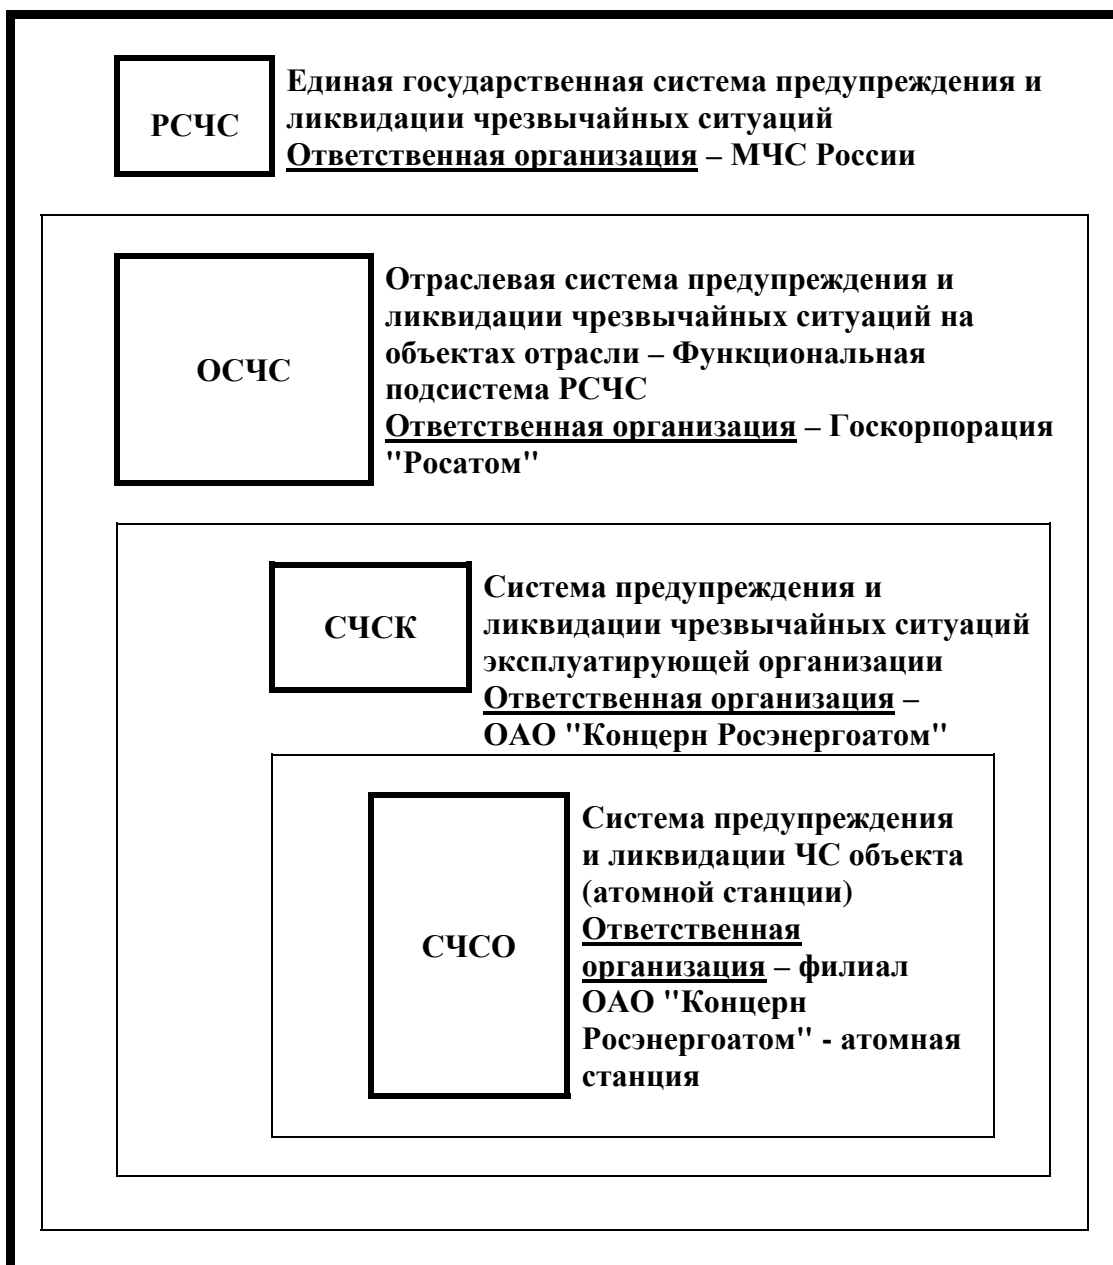 РСЧС
Единая государственная система предупреждения и
ликвидации чрезвычайных ситуаций
Ответственная организация – МЧС России
ОСЧС
Отраслевая система предупреждения и
ликвидации чрезвычайных ситуаций на
объектах отрасли – Функциональная
подсистема РСЧС
Ответственная организация – Госкорпорация
"Росатом"
СЧСК
Система предупреждения и
ликвидации чрезвычайных ситуаций
эксплуатирующей организации
Ответственная организация –
ОАО "Концерн Росэнергоатом"
СЧСО
Система предупреждения
и ликвидации ЧС объекта
(атомной станции)
Ответственная
организация – филиал
ОАО "Концерн
Росэнергоатом" - атомная
станция